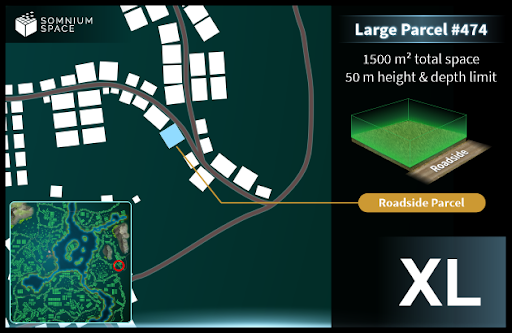 SOMNIUM
SPACE
Large Parcel #474
1500 m² total space
50 m height & depth limit
Roadside
Roadside Parcel
XL